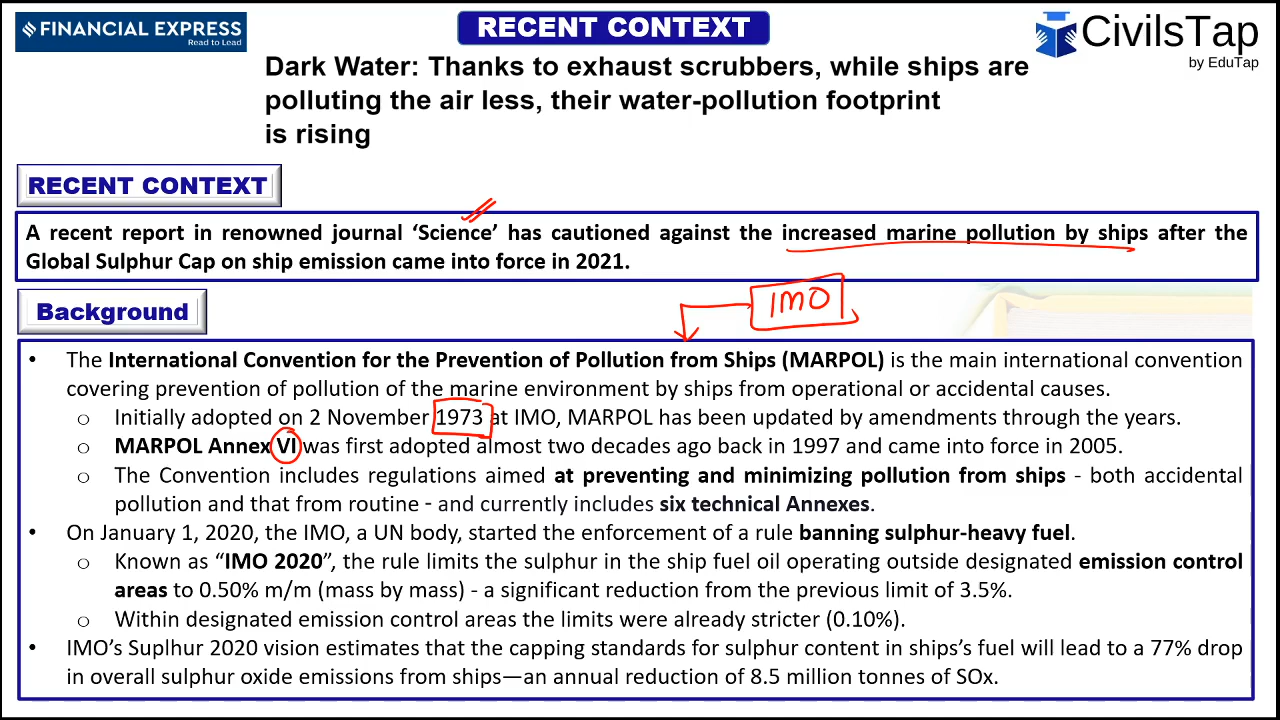 FINANCIAL EXPRESS
Read to Lead
RECENT CONTEXT
CivilsTap
by EduTap
Dark Water: Thanks to exhaust scrubbers, while ships are
polluting the air less, their water-pollution footprint
is rising
RECENT CONTEXT
A recent report in renowned journal ‘Science’ has cautioned against the increased marine pollution by ships after the
Global Sulphur Cap on ship emission came into force in 2021.
IMO
Background
• The International Convention for the Prevention of Pollution from Ships (MARPOL) is the main international convention
covering prevention of pollution of the marine environment by ships from operational or accidental causes.
o Initially adopted on 2 November 1973 at IMO, MARPOL has been updated by amendments through the years.
o MARPOL Annex VI was first adopted almost two decades ago back in 1997 and came into force in 2005.
o The Convention includes regulations aimed at preventing and minimizing pollution from ships - both accidental
pollution and that from routine - and currently includes six technical Annexes.
• On January 1, 2020, the IMO, a UN body, started the enforcement of a rule banning sulphur-heavy fuel.
o Known as “IMO 2020”, the rule limits the sulphur in the ship fuel oil operating outside designated emission control
areas to 0.50% m/m (mass by mass) - a significant reduction from the previous limit of 3.5%.
o Within designated emission control areas the limits were already stricter (0.10%).
• IMO’s Suplhur 2020 vision estimates that the capping standards for sulphur content in ships’s fuel will lead to a 77% drop
in overall sulphur oxide emissions from ships—an annual reduction of 8.5 million tonnes of SOx.